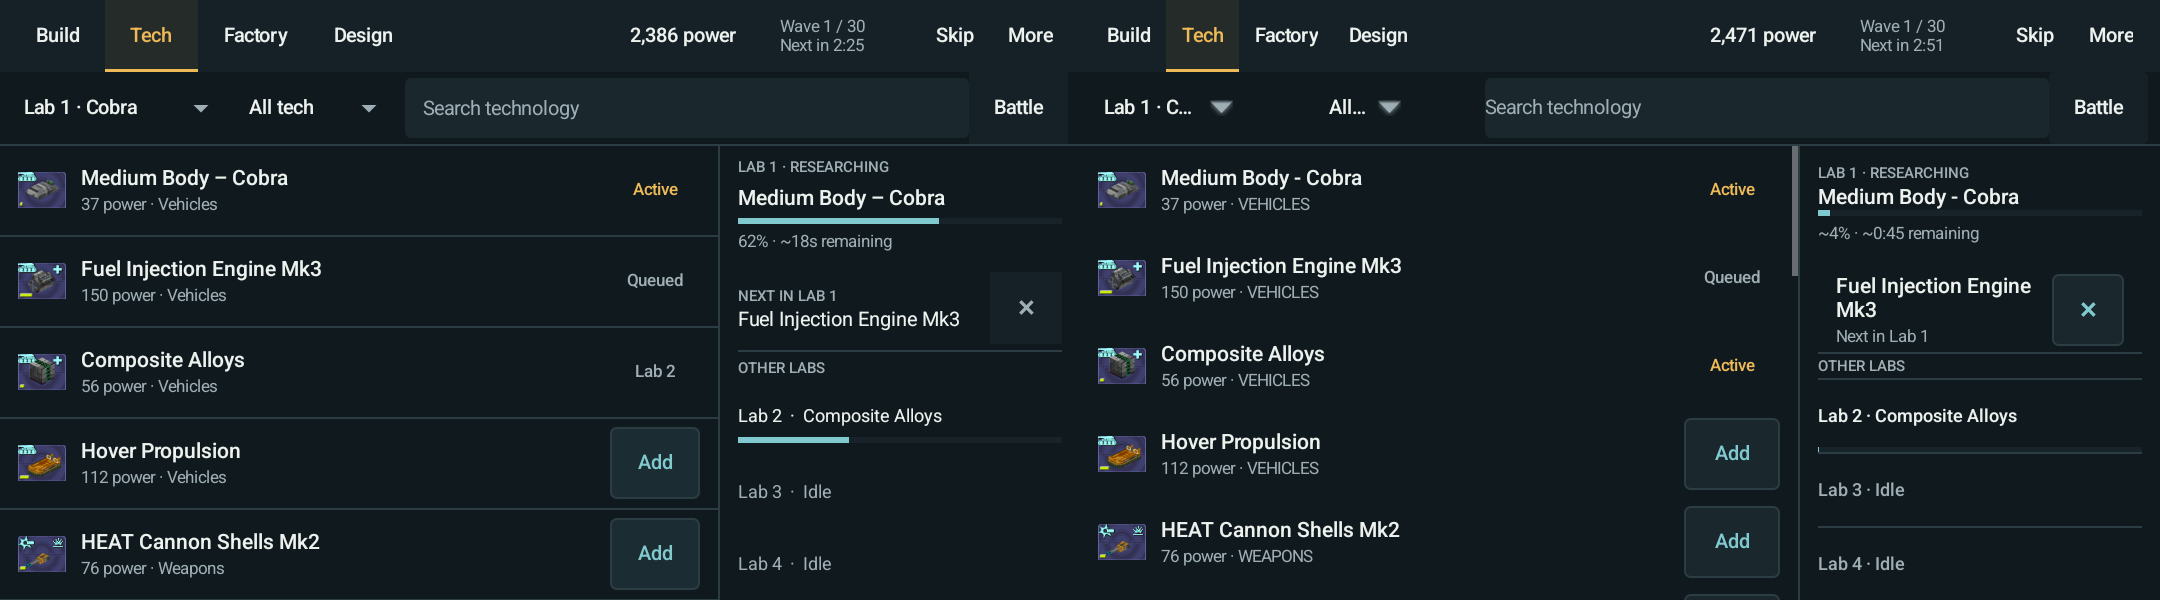 Build Tech Factory Design 2,386 power Wave 1 / 30 Skip More
Next in 2:25
Lab 1 · Cobra All tech Search technology Battle
Medium Body – Cobra
37 power · Vehicles
Active
Fuel Injection Engine Mk3
150 power · Vehicles
Queued
Composite Alloys
56 power · Vehicles
Lab 2
Hover Propulsion
112 power · Vehicles
Add
HEAT Cannon Shells Mk2
76 power · Weapons
Add
LAB 1 · RESEARCHING
Medium Body – Cobra
62% · ~18s remaining
NEXT IN LAB 1
Fuel Injection Engine Mk3
×
OTHER LABS
Lab 2 · Composite Alloys
Lab 3 · Idle
Lab 4 · Idle
Build Tech Factory Design 2,471 power Wave 1 / 30 Skip More
Next in 2:51
Lab 1 · C... All... Search technology Battle
Medium Body - Cobra
37 power · VEHICLES
Active
Fuel Injection Engine Mk3
150 power · VEHICLES
Queued
Composite Alloys
56 power · VEHICLES
Active
Hover Propulsion
112 power · VEHICLES
Add
HEAT Cannon Shells Mk2
76 power · WEAPONS
Add
LAB 1 · RESEARCHING
Medium Body - Cobra
~4% · ~0:45 remaining
Fuel Injection Engine
Mk3
Next in Lab 1
×
OTHER LABS
Lab 2 · Composite Alloys
Lab 3 · Idle
Lab 4 · Idle